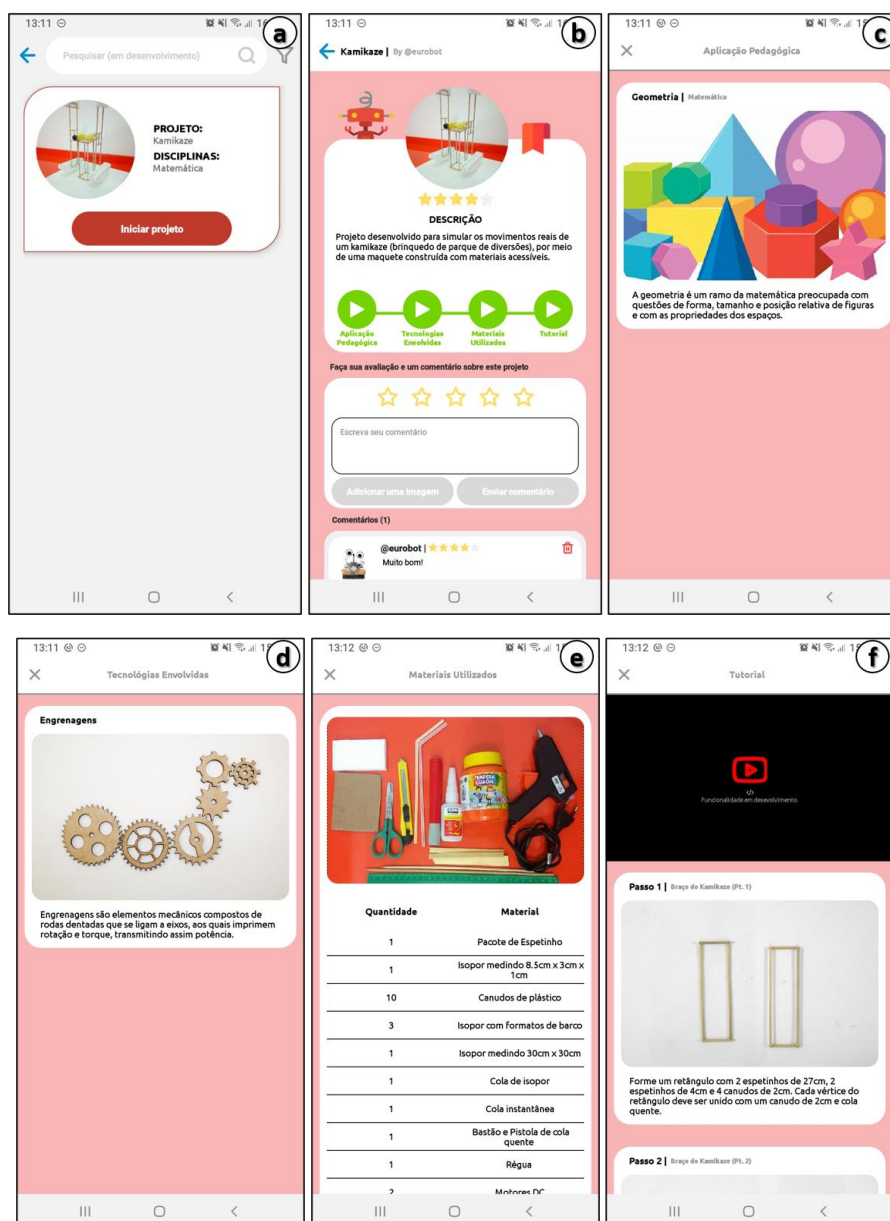 13:11
a
Pesquisar (em desenvolvimento)
PROJETO:
Kamikaze
DISCIPLINAS:
Matemática
Iniciar projeto
13:11
b
Kamikaze | By @eurobot
DESCRIÇÃO
Projeto desenvolvido para simular os movimentos reais de
um kamikaze (brinquedo de parque de diversões), por meio
de uma maquete construída com materiais acessíveis.
Aplicação
Pedagógica
Tecnologias
Envolvidas
Materiais
Utilizados
Tutorial
Faça sua avaliação e um comentário sobre este projeto
Escreva seu comentário
Adicionar uma imagem
Enviar comentário
Comentários (1)
@eurobot |
Muito bom!
13:11
c
Aplicação Pedagógica
Geometria | Matemática
A geometria é um ramo da matemática preocupada com
questões de forma, tamanho e posição relativa de figuras
e com as propriedades dos espaços.
13:11
d
Tecnológias Envolvidas
Engrenagens
Engrenagens são elementos mecânicos compostos de
rodas dentadas que se ligam a eixos, aos quais imprimem
rotação e torque, transmitindo assim potência.
13:12
e
Materiais Utilizados
TEMPERA
GUACHE
Quantidade Material
1 Pacote de Espetinho
1 Isopor medindo 8.5cm x 3cm x
1cm
10 Canudos de plástico
3 Isopor com formatos de barco
1 Isopor medindo 30cm x 30cm
1 Cola de isopor
1 Cola instantânea
1 Bastão e Pistola de cola
quente
1 Régua
2 Motores DC
13:12
f
Tutorial
</>
Funcionalidade em desevolvimento.
Passo 1 | Braço do Kamikaze (Pt. 1)
Forme um retângulo com 2 espetinhos de 27cm, 2
espetinhos de 4cm e 4 canudos de 2cm. Cada vértice do
retângulo deve ser unido com um canudo de 2cm e cola
quente.
Passo 2 | Braço do Kamikaze (Pt. 2)